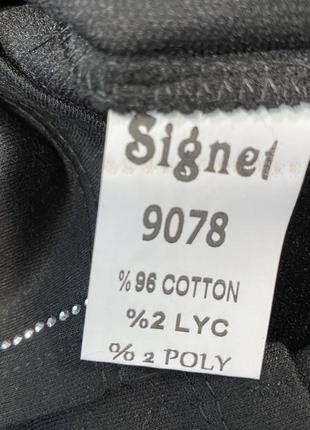 Signet
9078
%96 COTTON
%2 LYC
%2 POLY